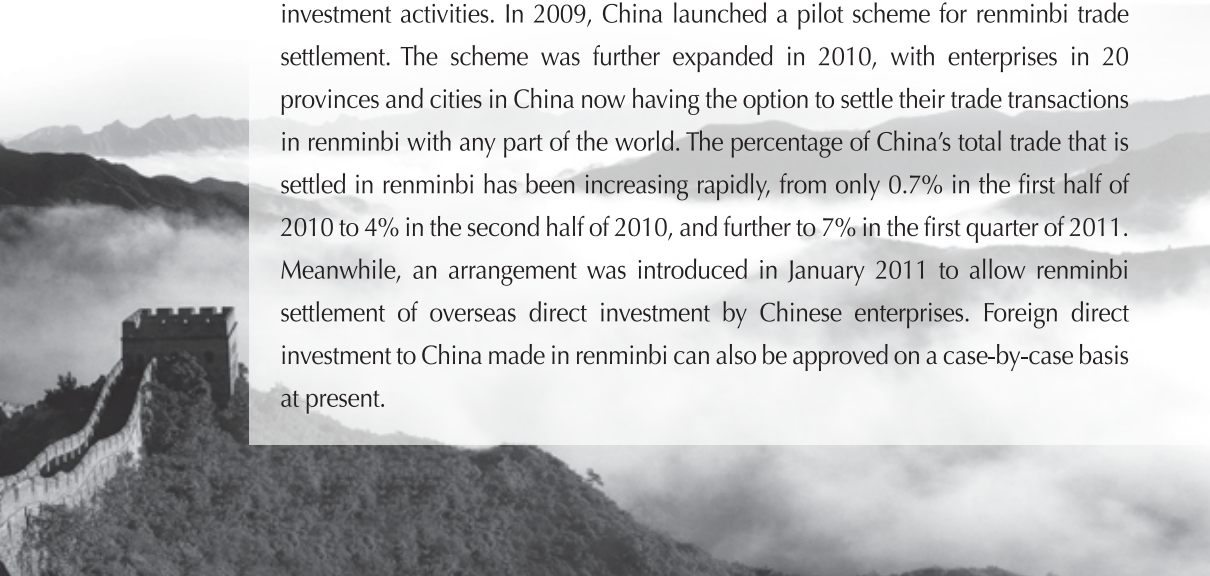 investment activities. In 2009, China launched a pilot scheme for renminbi trade
settlement. The scheme was further expanded in 2010, with enterprises in 20
provinces and cities in China now having the option to settle their trade transactions
in renminbi with any part of the world. The percentage of China’s total trade that is
settled in renminbi has been increasing rapidly, from only 0.7% in the first half of
2010 to 4% in the second half of 2010, and further to 7% in the first quarter of 2011.
Meanwhile, an arrangement was introduced in January 2011 to allow renminbi
settlement of overseas direct investment by Chinese enterprises. Foreign direct
investment to China made in renminbi can also be approved on a case-by-case basis
at present.